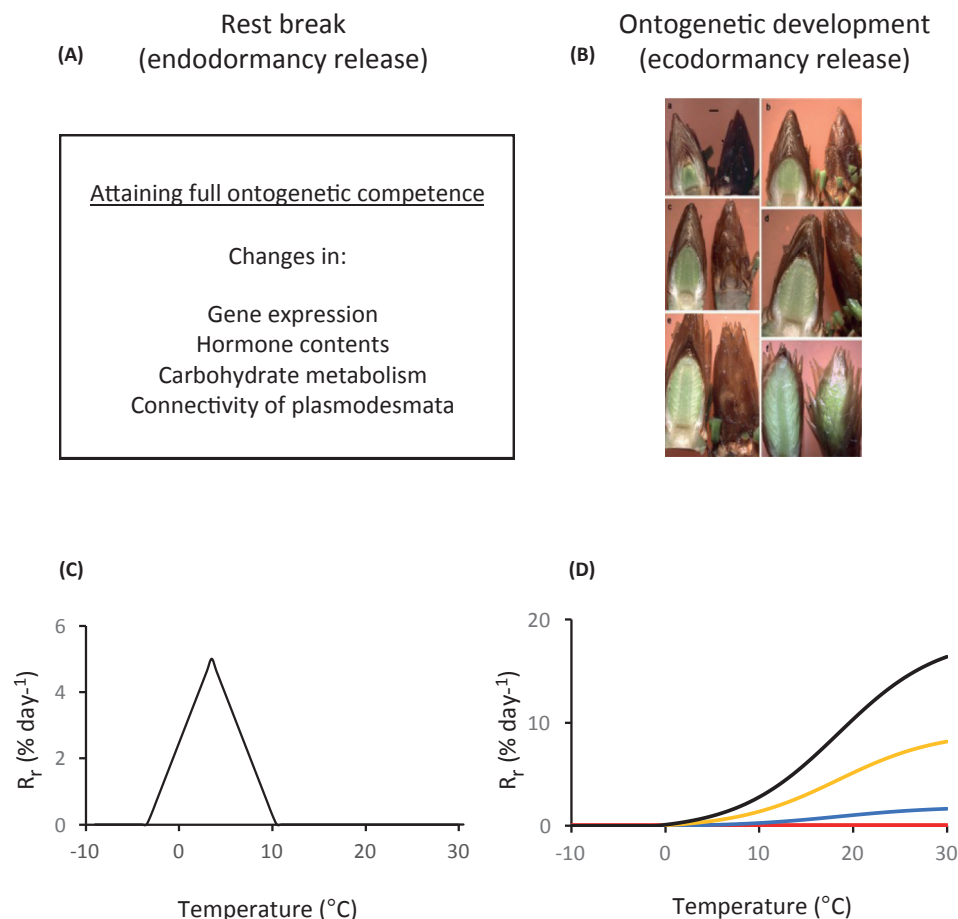 Rest break
(endodormancy release)
(A)
Ontogenetic development
(ecodormancy release)
(B)
Attaining full ontogenetic competence
Changes in:
Gene expression
Hormone contents
Carbohydrate metabolism
Connectivity of plasmodesmata
a
b
c
d
e
f
(C)
6
4
2
0
-10
0
10
20
30
Rr (% day-1)
Temperature (°C)
(D)
20
10
0
-10
0
10
20
30
Rr (% day-1)
Temperature (°C)